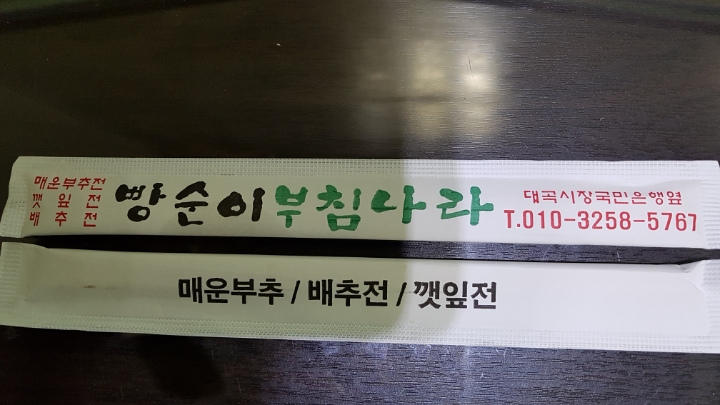 매운부추전
깻잎전
배추전
빵순이부침나라
대곡시장국민은행옆
T.010-3258-5767
매운부추/배추전/깻잎전